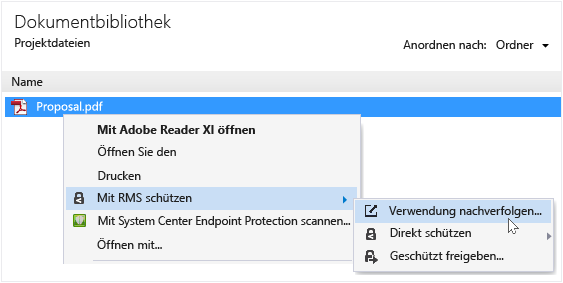 Dokumentbibliothek
Projektdateien
Anordnen nach: Ordner
Name
Proposal.pdf
Mit Adobe Reader XI öffnen
Öffnen Sie den
Drucken
Mit RMS schützen
Mit System Center Endpoint Protection scannen...
Öffnen mit...
Verwendung nachverfolgen...
Direkt schützen
Geschützt freigeben...